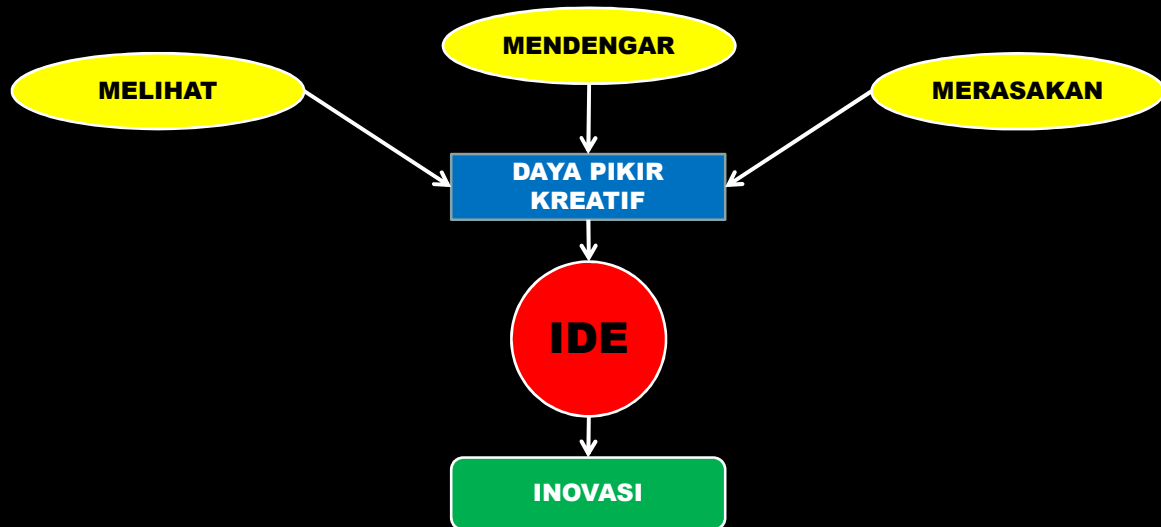 MENDENGAR
MELIHAT
MERASAKAN
DAYA PIKIR
KREATIF
IDE
INOVASI